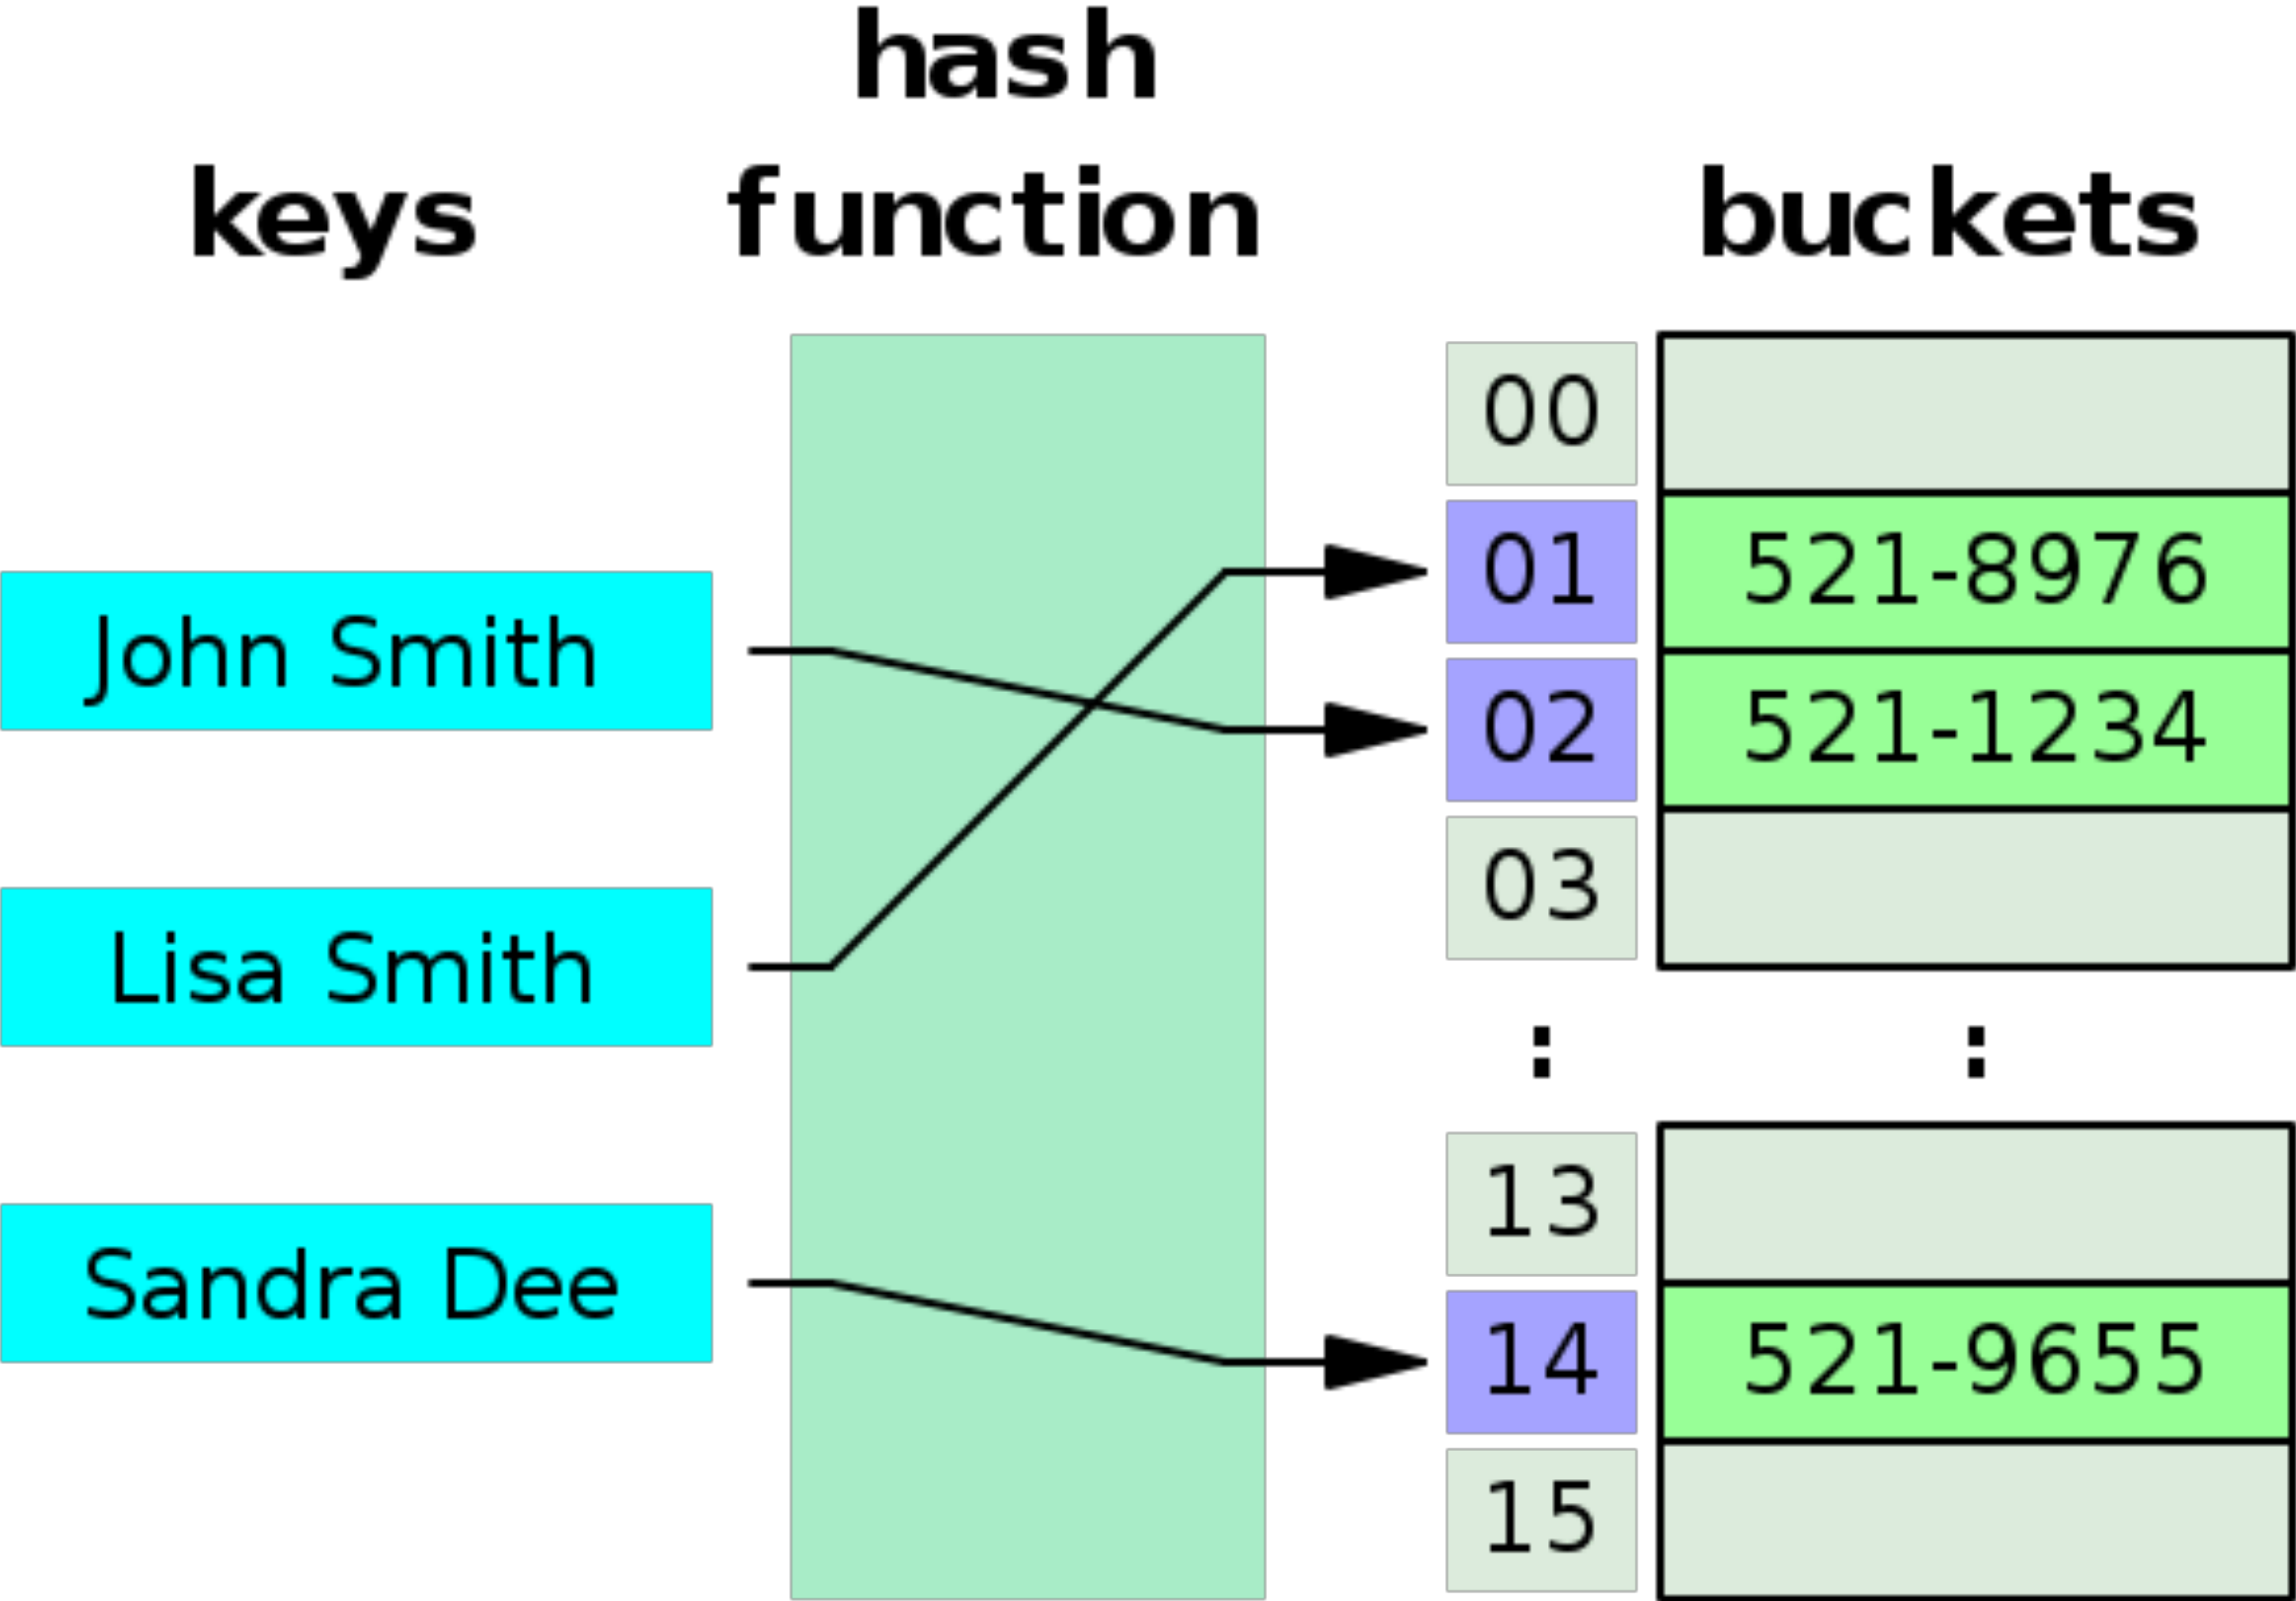 hash
keys function buckets
00
01 521-8976
John Smith
02 521-1234
03
Lisa Smith
: :
13
Sandra Dee
14 521-9655
15